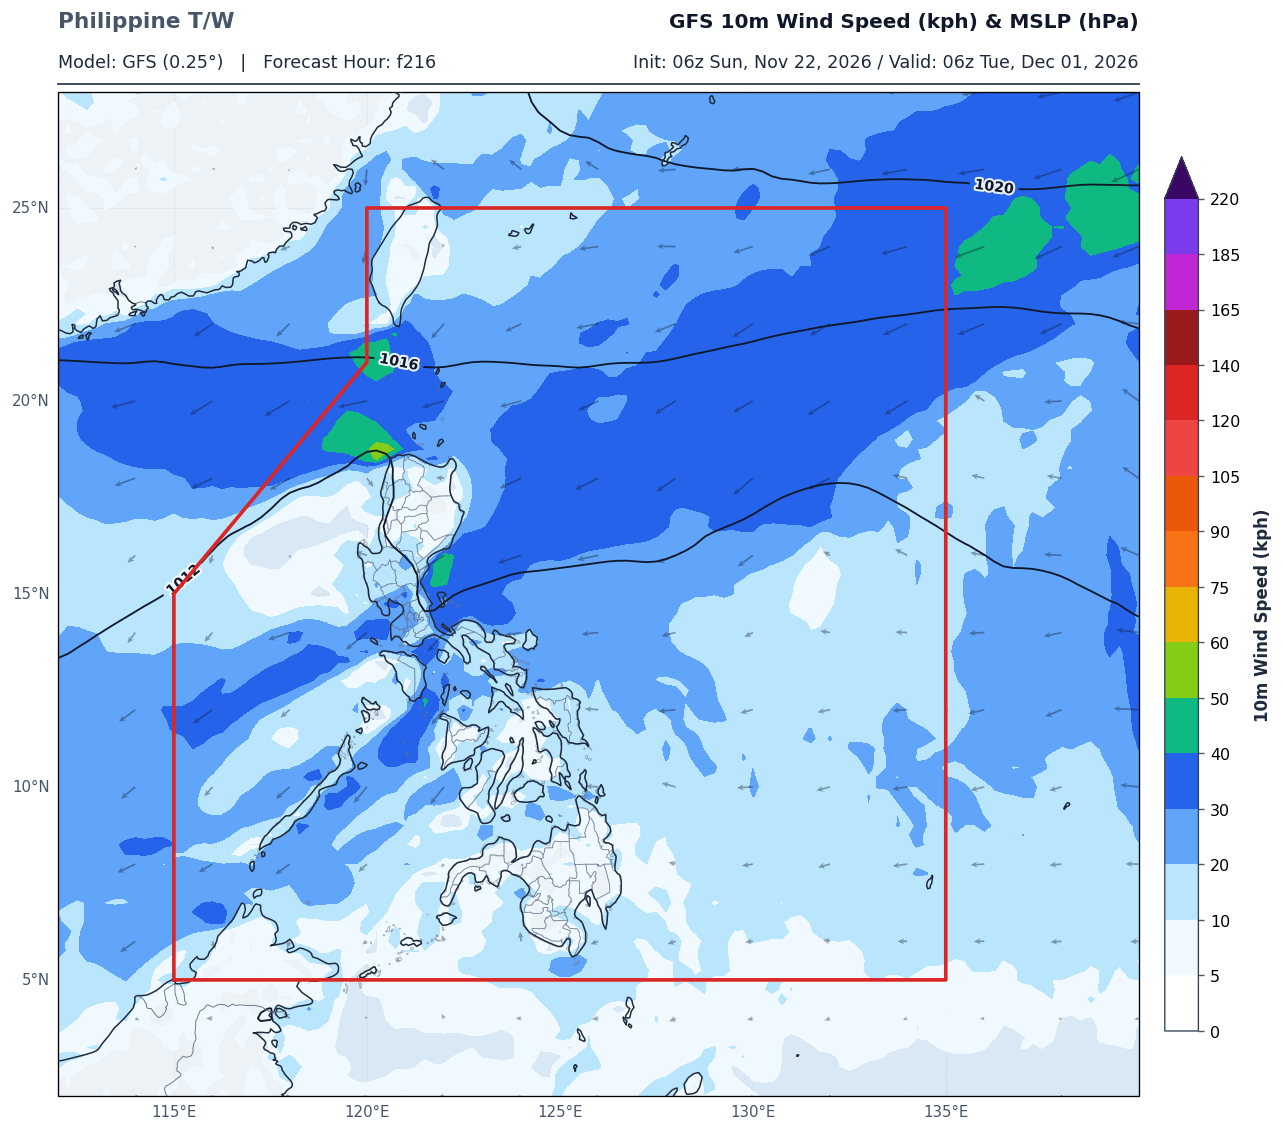 Philippine T/W
GFS 10m Wind Speed (kph) & MSLP (hPa)
Model: GFS (0.25°)   |   Forecast Hour: f216
Init: 06z Sun, Nov 22, 2026 / Valid: 06z Tue, Dec 01, 2026
1020
1016
1012
25°N
20°N
15°N
10°N
5°N
115°E
120°E
125°E
130°E
135°E
220
185
165
140
120
105
90
75
60
50
40
30
20
10
5
0
10m Wind Speed (kph)